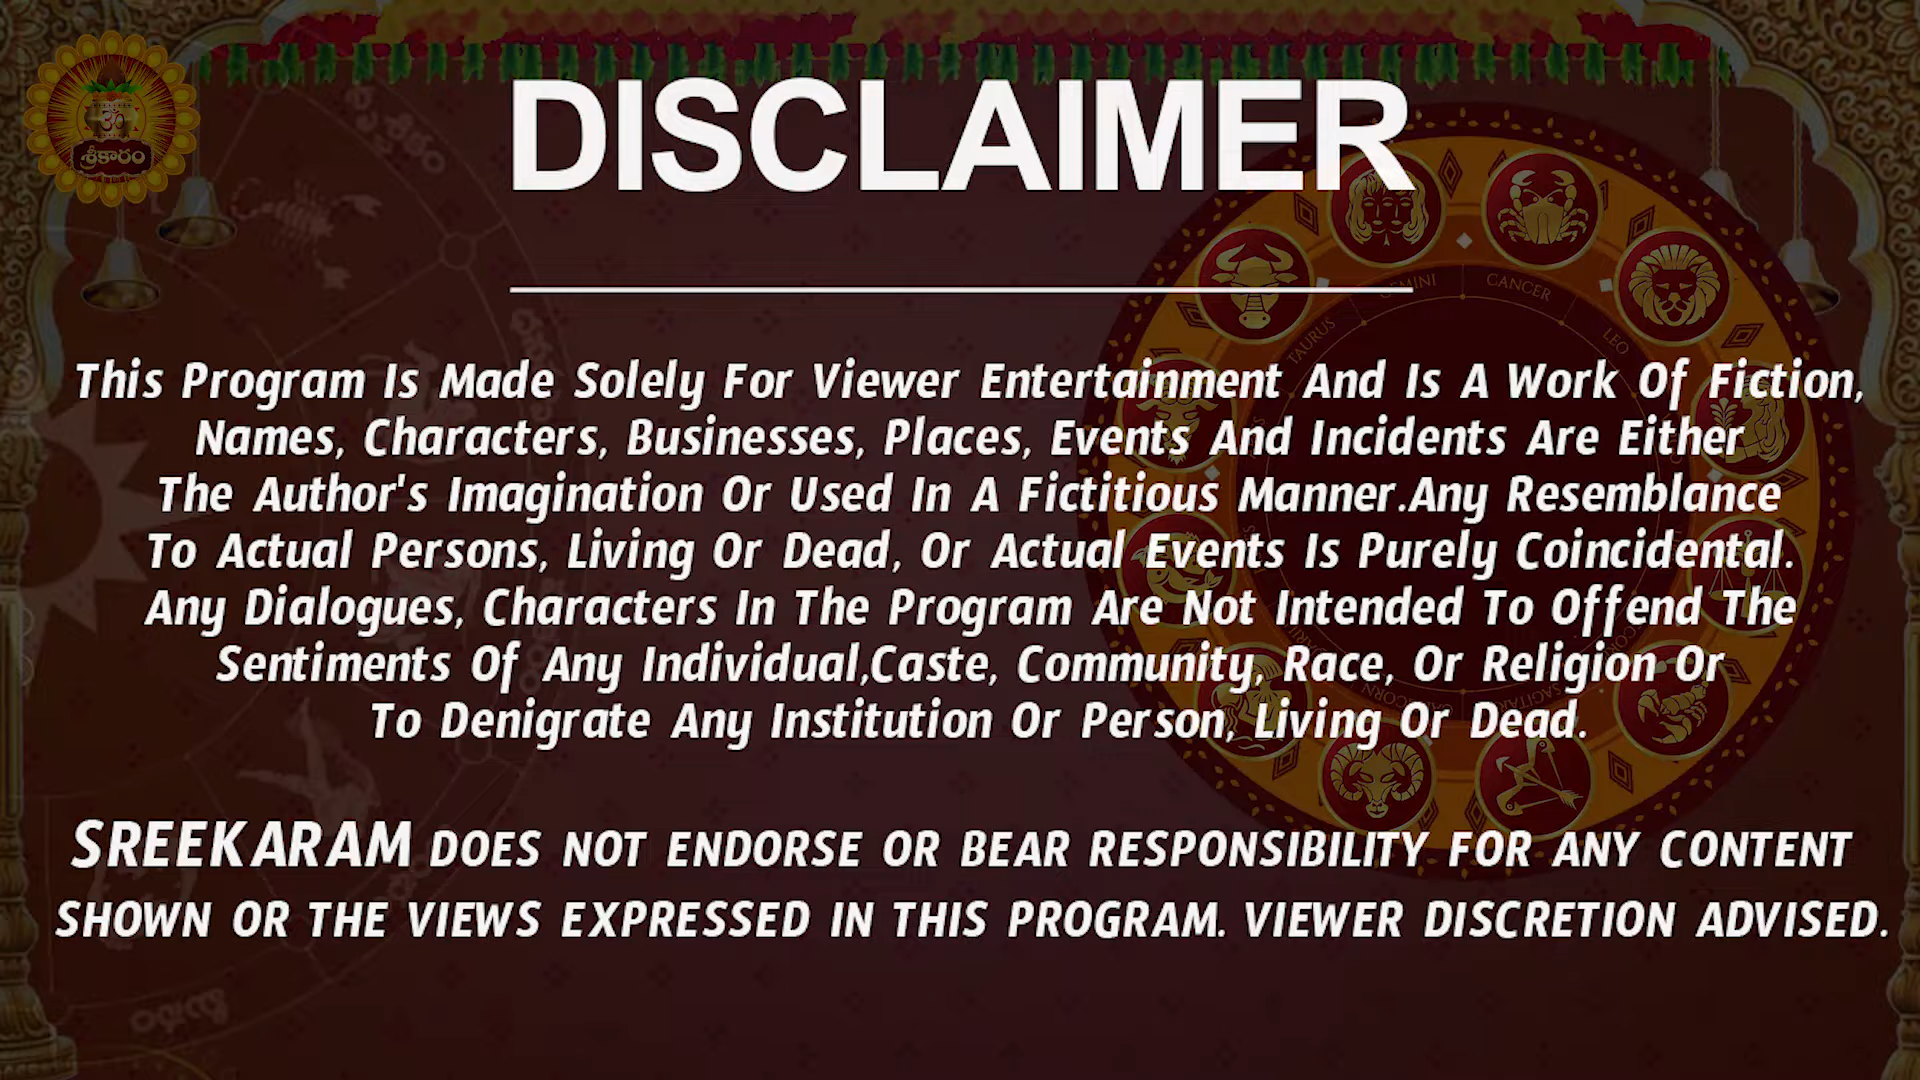 శ్రీకారం
DISCLAIMER
GEMINI
CANCER
TAURUS
LEO
This Program Is Made Solely For Viewer Entertainment And Is A Work Of Fiction,
Names, Characters, Businesses, Places, Events And Incidents Are Either
The Author's Imagination Or Used In A Fictitious Manner.Any Resemblance
To Actual Persons, Living Or Dead, Or Actual Events Is Purely Coincidental.
Any Dialogues, Characters In The Program Are Not Intended To Offend The
Sentiments Of Any Individual,Caste, Community, Race, Or Religion Or
To Denigrate Any Institution Or Person, Living Or Dead.
SREEKARAM DOES NOT ENDORSE OR BEAR RESPONSIBILITY FOR ANY CONTENT
SHOWN OR THE VIEWS EXPRESSED IN THIS PROGRAM. VIEWER DISCRETION ADVISED.